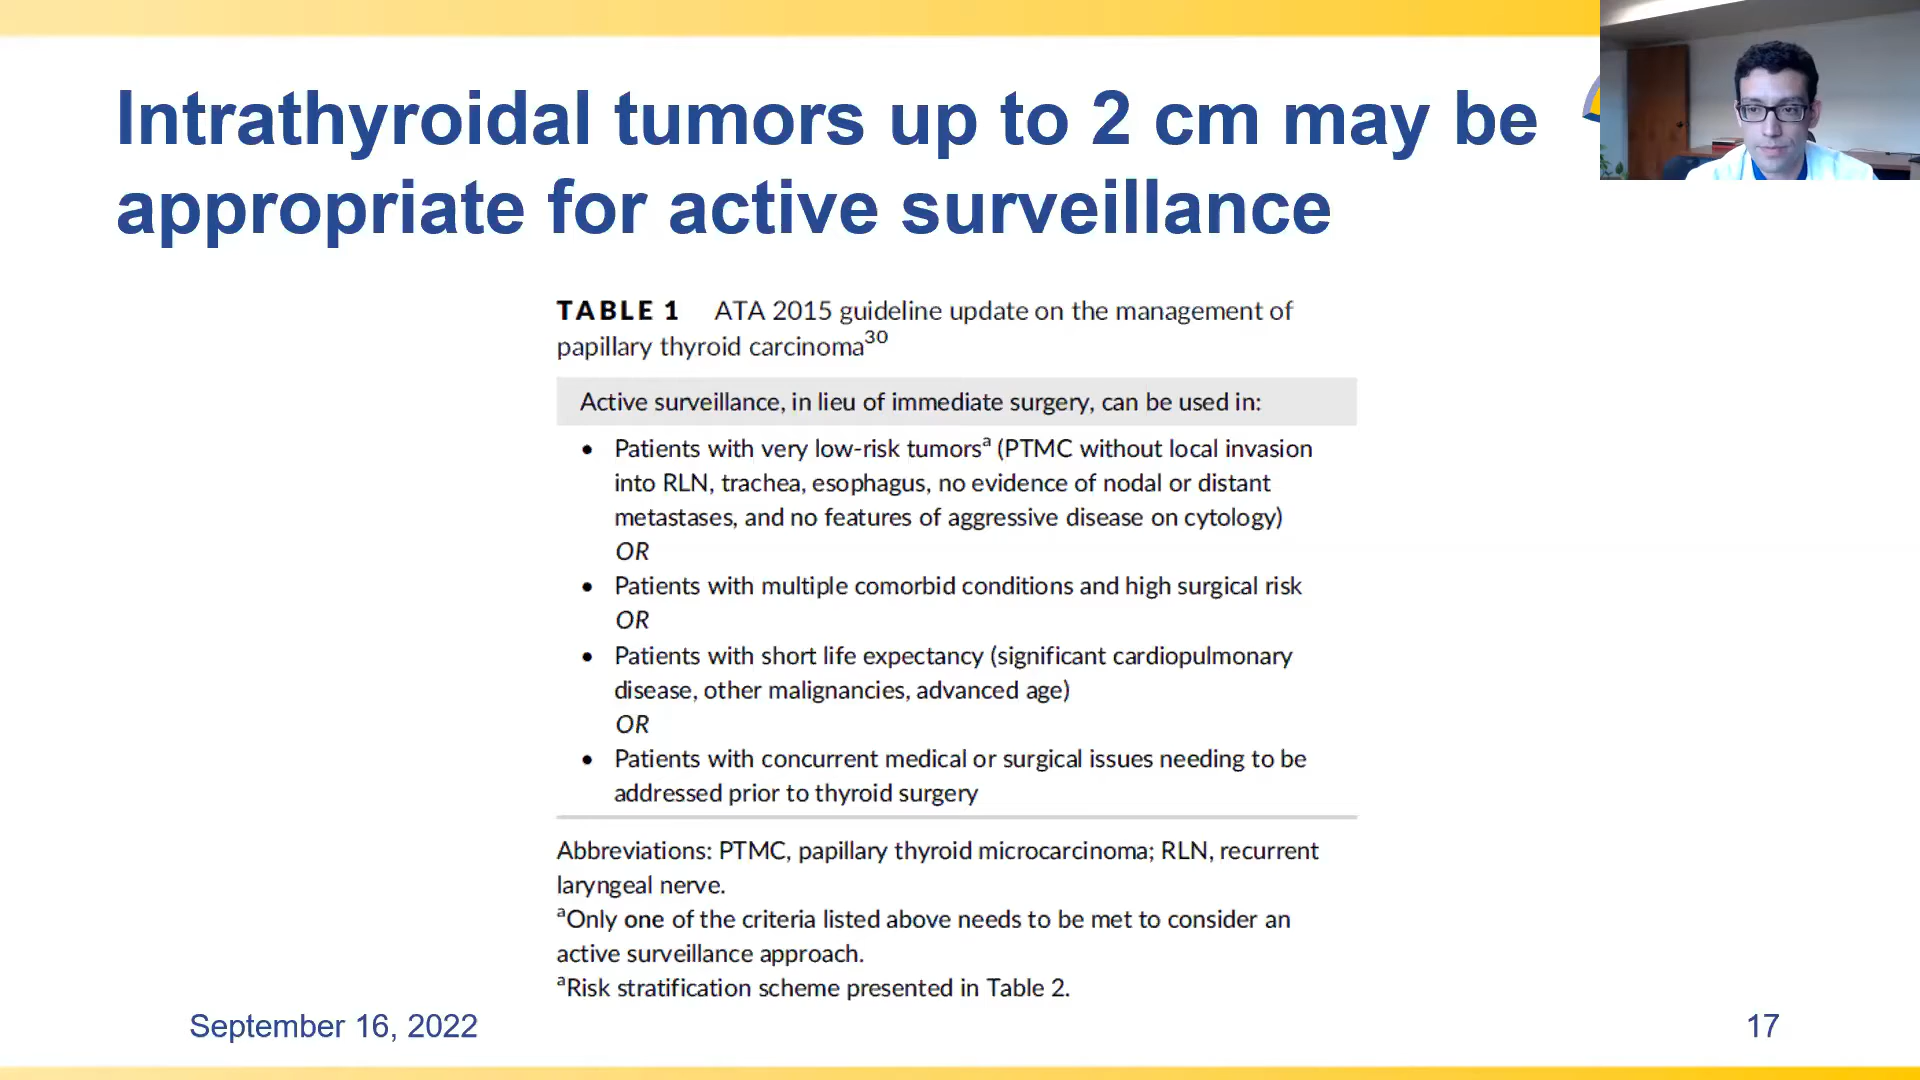 Intrathyroidal tumors up to 2 cm may be
appropriate for active surveillance
TABLE 1 ATA 2015 guideline update on the management of
papillary thyroid carcinoma30
Active surveillance, in lieu of immediate surgery, can be used in:
• Patients with very low-risk tumorsa (PTMC without local invasion
into RLN, trachea, esophagus, no evidence of nodal or distant
metastases, and no features of aggressive disease on cytology)
OR
• Patients with multiple comorbid conditions and high surgical risk
OR
• Patients with short life expectancy (significant cardiopulmonary
disease, other malignancies, advanced age)
OR
• Patients with concurrent medical or surgical issues needing to be
addressed prior to thyroid surgery
Abbreviations: PTMC, papillary thyroid microcarcinoma; RLN, recurrent
laryngeal nerve.
aOnly one of the criteria listed above needs to be met to consider an
active surveillance approach.
aRisk stratification scheme presented in Table 2.
September 16, 2022
17